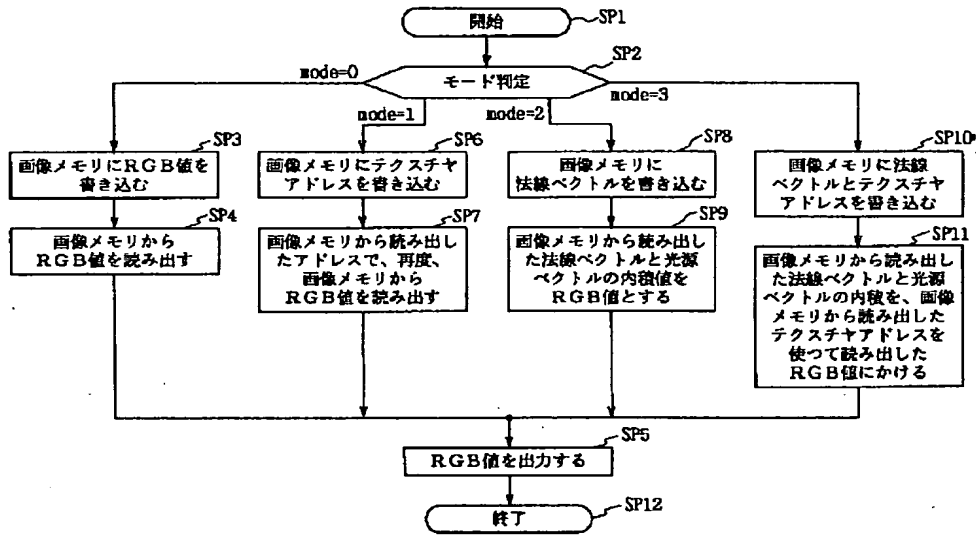 開始
SP1
SP2
モード判定
mode=0
mode=1
mode=2
mode=3
SP3
画像メモリにRGB値を
書き込む
SP4
画像メモリから
RGB値を読み出す
SP6
画像メモリにテクスチヤ
アドレスを書き込む
SP7
画像メモリから読み出し
たアドレスで、再度、
画像メモリから
RGB値を読み出す
SP8
画像メモリに
法線ベクトルを書き込む
SP9
画像メモリから読み出し
た法線ベクトルと光源
ベクトルの内積値を
RGB値とする
SP10
画像メモリに法線
ベクトルとテクスチヤ
アドレスを書き込む
SP11
画像メモリから読み出し
た法線ベクトルと光源
ベクトルの内積を、画像
メモリから読み出した
テクスチヤアドレスを
使つて読み出した
RGB値にかける
SP5
RGB値を出力する
SP12
終了